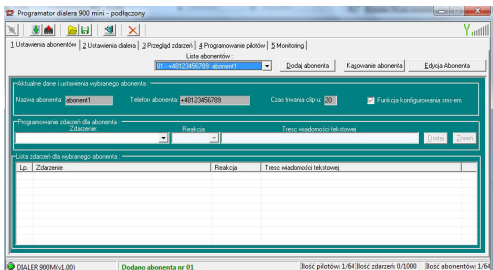 Programator dialera 900 mini - podłączony
1 Ustawienia abonentów 2 Ustawienia dialera 3 Przegląd zdarzeń 4 Programowanie pilotów 5 Monitoring
Lista abonentów :
01 - +48123456789: abonent1 Dodaj abonenta Kasowanie abonenta Edycja Abonenta
Aktualne dane i ustawienia wybranego abonenta :
Nazwa abonenta: abonent1 Telefon abonenta: +48123456789 Czas trwania clip-u: 20 Funkcja konfigurowania sms-em
Programowanie zdarzeń dla abonenta :
Zdarzenie: Reakcja Tresc wiadomości tekstowej
Dodaj Zmień
Lista zdarzeń dla wybranego abonenta :
Lp. Zdarzenie Reakcja Tresc wiadomości tekstowej
DIALER 900M(v1.00) Dodano abonenta nr 01 Ilość pilotów: 1/64 Ilość zdarzeń: 0/1000 Ilość abonentów: 1/64